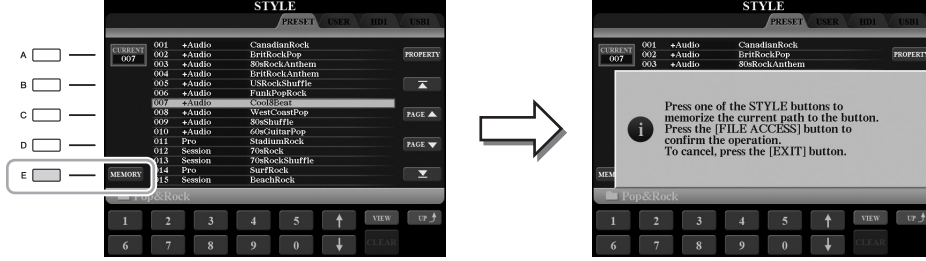 STYLE
PRESET USER HD1 USB1
CURRENT
007
001 +Audio CanadianRock
002 +Audio BritRockPop
003 +Audio 80sRockAnthem
004 +Audio BritRockAnthem
005 +Audio USRockShuffle
006 +Audio FunkPopRock
007 +Audio Cool8Beat
008 +Audio WestCoastPop
009 +Audio 80sShuffle
010 +Audio 60sGuitarPop
011 Pro StadiumRock
012 Session 70sRock
013 Session 70sRockShuffle
014 Pro SurfRock
015 Session BeachRock
PROPERTY
PAGE
PAGE
A
B
C
D
E
MEMORY
Pop&Rock
1 2 3 4 5 VIEW UP
6 7 8 9 0 CLEAR
STYLE
PRESET USER HD1 USB1
CURRENT
007
001 +Audio CanadianRock
002 +Audio BritRockPop
003 +Audio 80sRockAnthem
PROPERTY
Press one of the STYLE buttons to
memorize the current path to the button.
Press the [FILE ACCESS] button to
confirm the operation.
To cancel, press the [EXIT] button.
MEM
Pop&Rock
1 2 3 4 5 VIEW UP
6 7 8 9 0 CLEAR